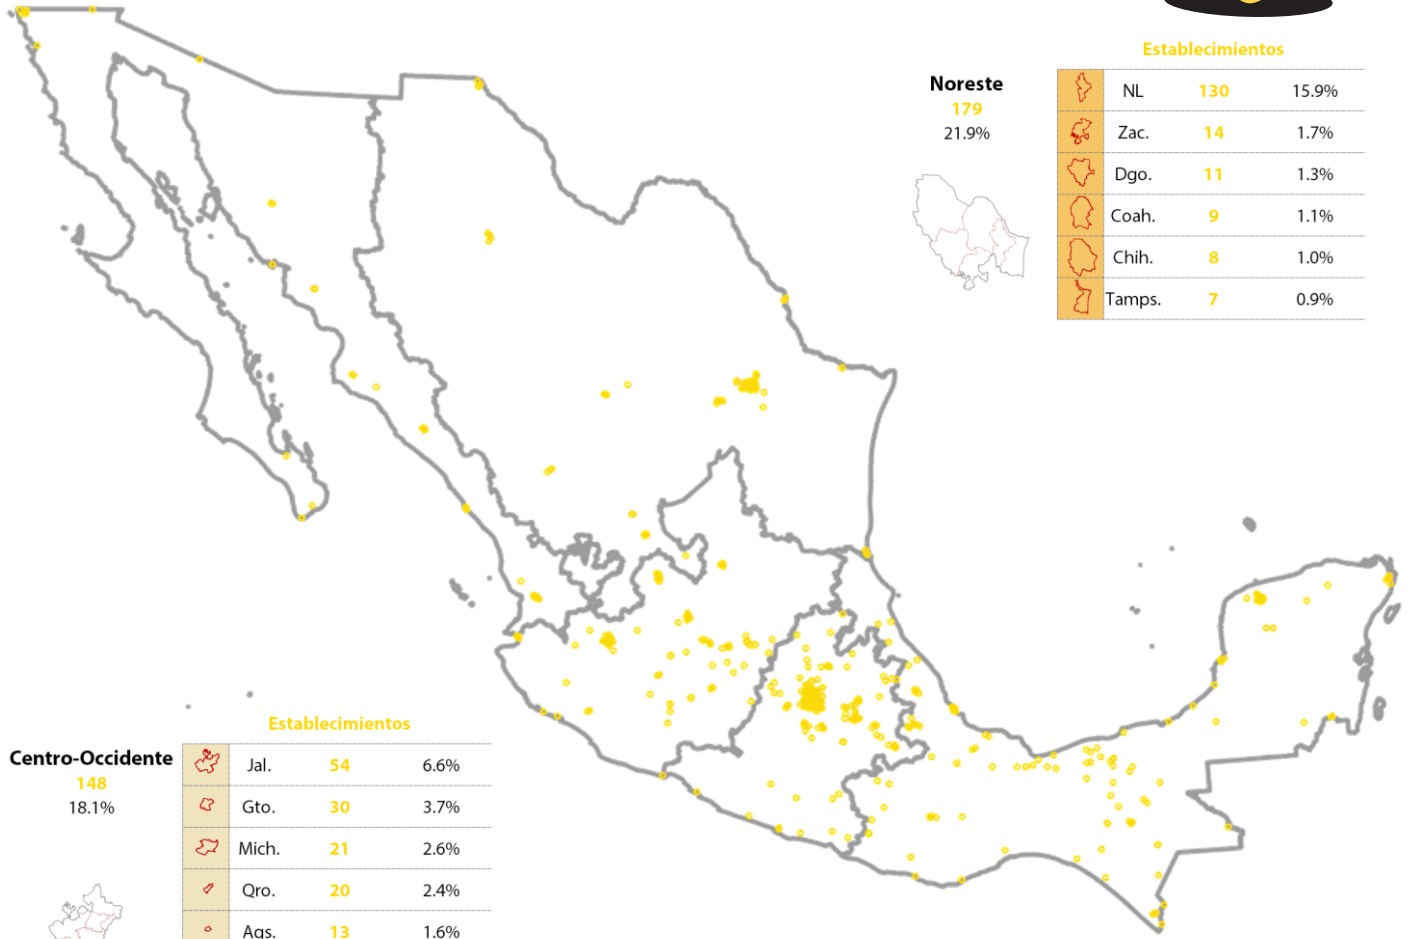 Establecimientos
Noreste
179
21.9%
NL 130 15.9%
Zac. 14 1.7%
Dgo. 11 1.3%
Coah. 9 1.1%
Chih. 8 1.0%
Tamps. 7 0.9%
Establecimientos
Centro-Occidente
148
18.1%
Jal. 54 6.6%
Gto. 30 3.7%
Mich. 21 2.6%
Qro. 20 2.4%
Ags. 13 1.6%